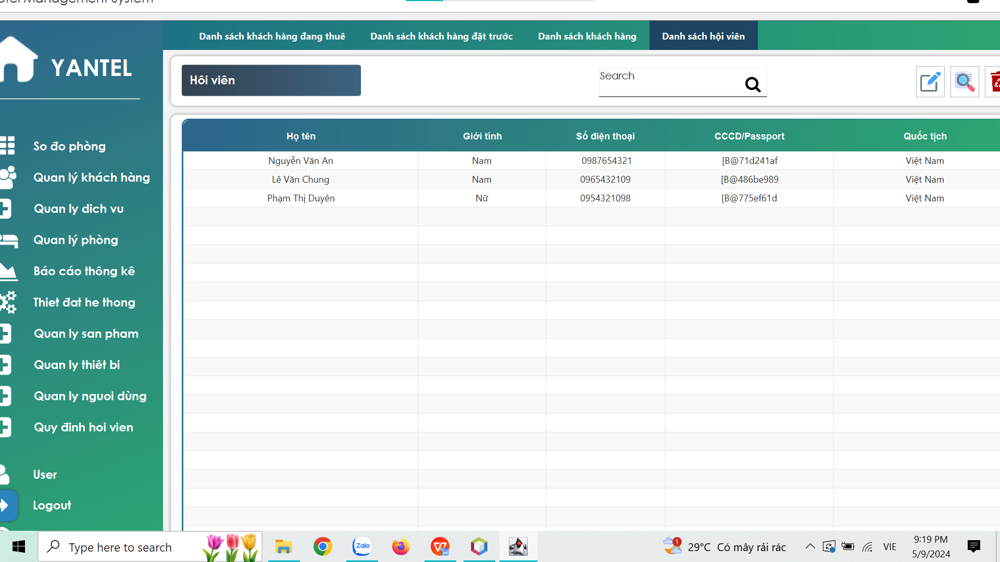 Danh sách khách hàng đang thuê Danh sách khách hàng đặt trước Danh sách khách hàng Danh sách hội viên
YANTEL
Hôi viên
Search
So đo phòng
Quan lý khách hàng
Quan ly dich vu
Quan lý phòng
Báo cáo thông kê
Thiet đat he thong
Quan ly san pham
Quan ly thiêt bi
Quan ly nguoi dùng
Quy đinh hoi vien
User
Logout
Họ tên Giới tính Số điện thoại CCCD/Passport Quốc tịch
Nguyễn Văn An Nam 0987654321 [B@71d241af Việt Nam
Lê Văn Chung Nam 0965432109 [B@486be989 Việt Nam
Phạm Thị Duyên Nữ 0954321098 [B@775ef61d Việt Nam
Type here to search
Zalo
1
29°C Có mây rải rác
VIE
9:19 PM
5/9/2024